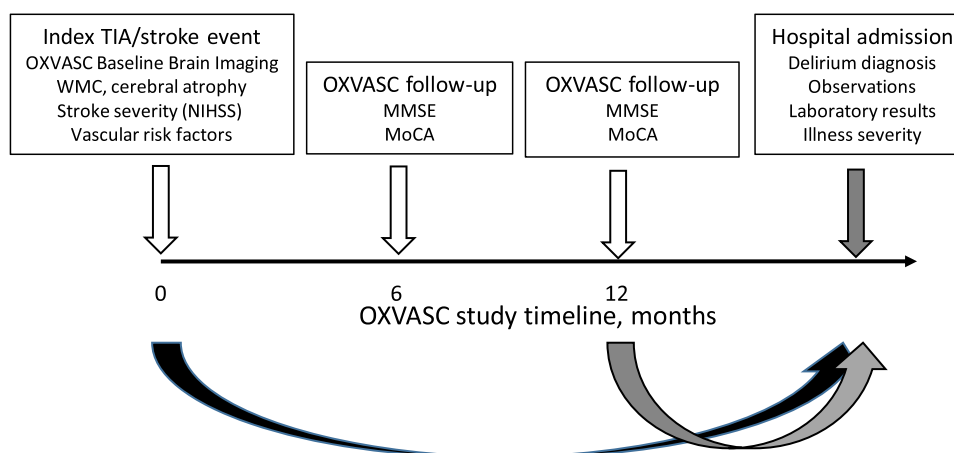 Index TIA/stroke event
OXVASC Baseline Brain Imaging
WMC, cerebral atrophy
Stroke severity (NIHSS)
Vascular risk factors
OXVASC follow-up
MMSE
MoCA
OXVASC follow-up
MMSE
MoCA
Hospital admission
Delirium diagnosis
Observations
Laboratory results
Illness severity
0
6
12
OXVASC study timeline, months